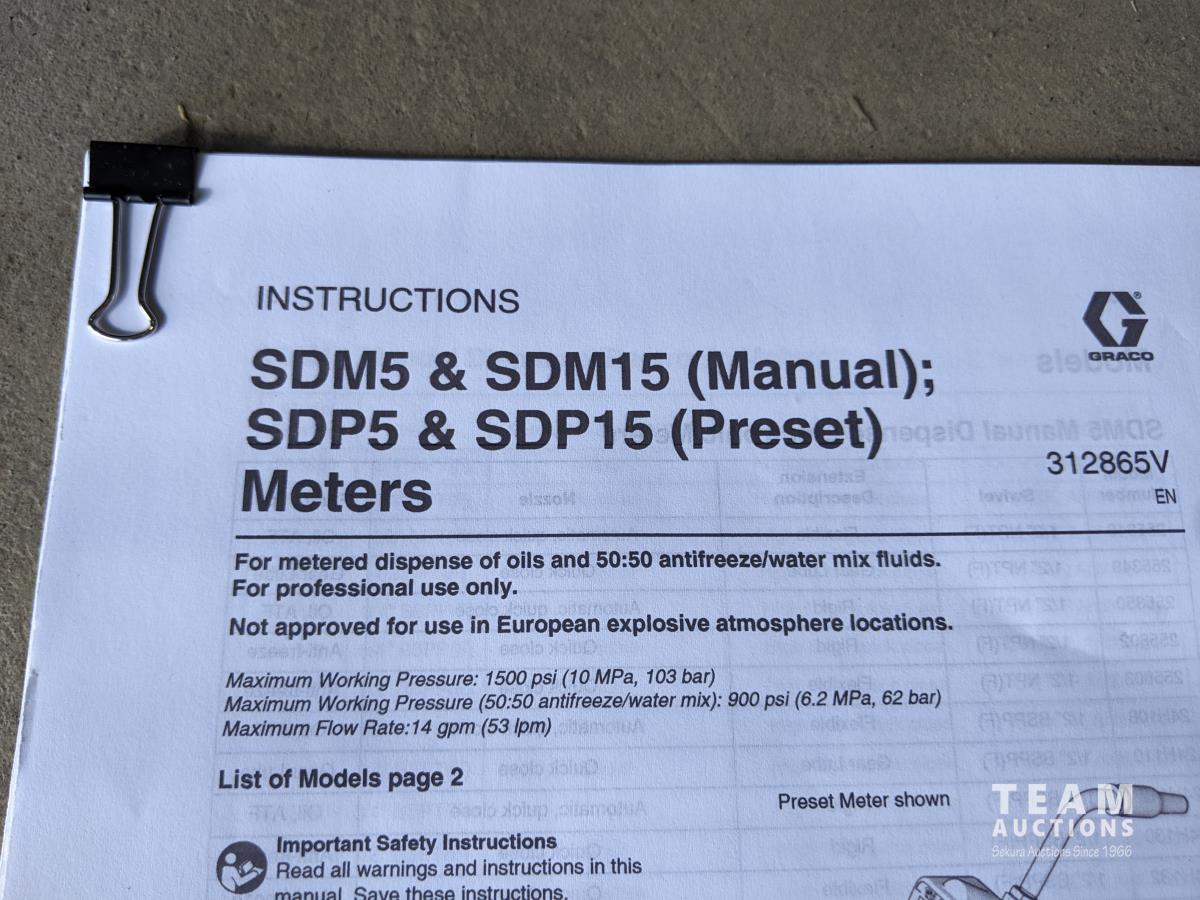 INSTRUCTIONS
GRACO
SDM5 & SDM15 (Manual);
SDP5 & SDP15 (Preset)
Meters
312865V
EN
For metered dispense of oils and 50:50 antifreeze/water mix fluids.
For professional use only.
Not approved for use in European explosive atmosphere locations.
Maximum Working Pressure: 1500 psi (10 MPa, 103 bar)
Maximum Working Pressure (50:50 antifreeze/water mix): 900 psi (6.2 MPa, 62 bar)
Maximum Flow Rate:14 gpm (53 lpm)
List of Models page 2
Preset Meter shown
Important Safety Instructions
Read all warnings and instructions in this
manual. Save these instructions.
TEAM
AUCTIONS
Sekura Auctions Since 1966